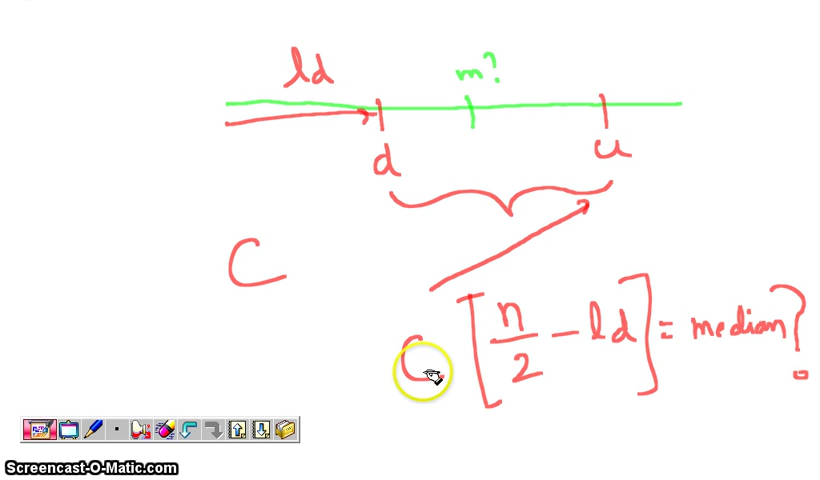 ld
m?
d
u
C
C [n/2 - ld] = median?
SCREENCAST-O-MATIC.com